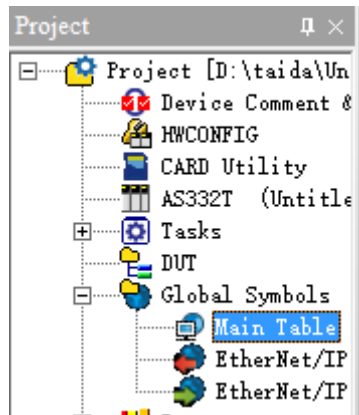 Project
Project [D:\taida\Un
Device Comment &
HWCONFIG
CARD Utility
AS332T (Untitle
Tasks
DUT
Global Symbols
Main Table
EtherNet/IP
EtherNet/IP